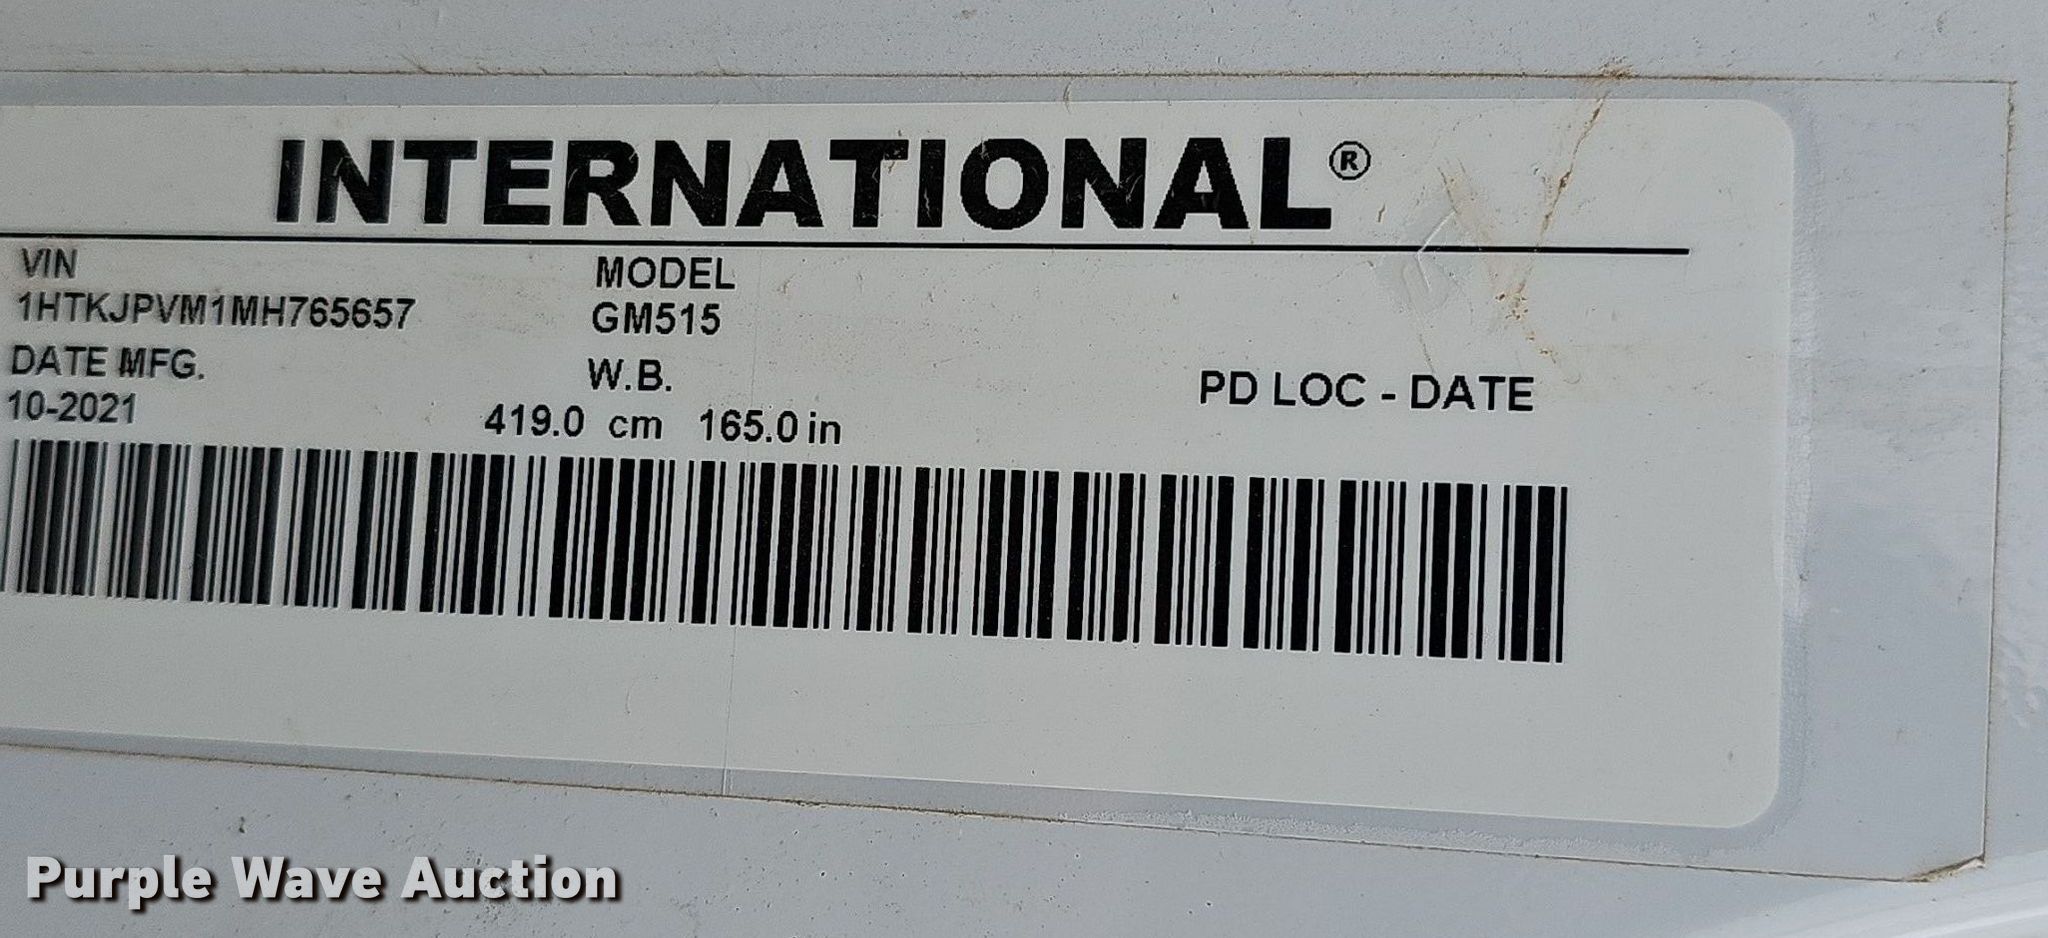 INTERNATIONAL®
VIN
1HTKJPVM1MH765657
MODEL
GM515
DATE MFG.
10-2021
W.B.
419.0 cm 165.0 in
PD LOC - DATE
Purple Wave Auction